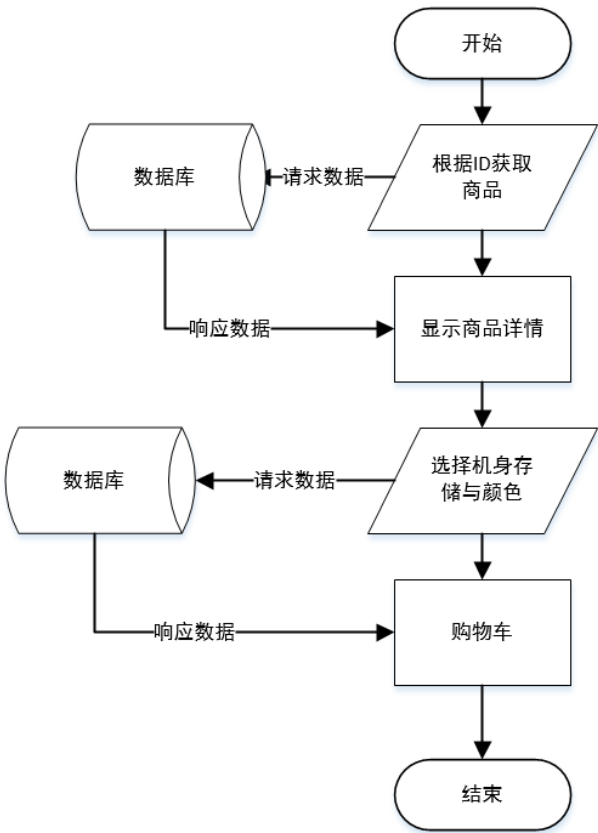 开始
数据库
请求数据
根据ID获取
商品
响应数据
显示商品详情
数据库
请求数据
选择机身存
储与颜色
响应数据
购物车
结束